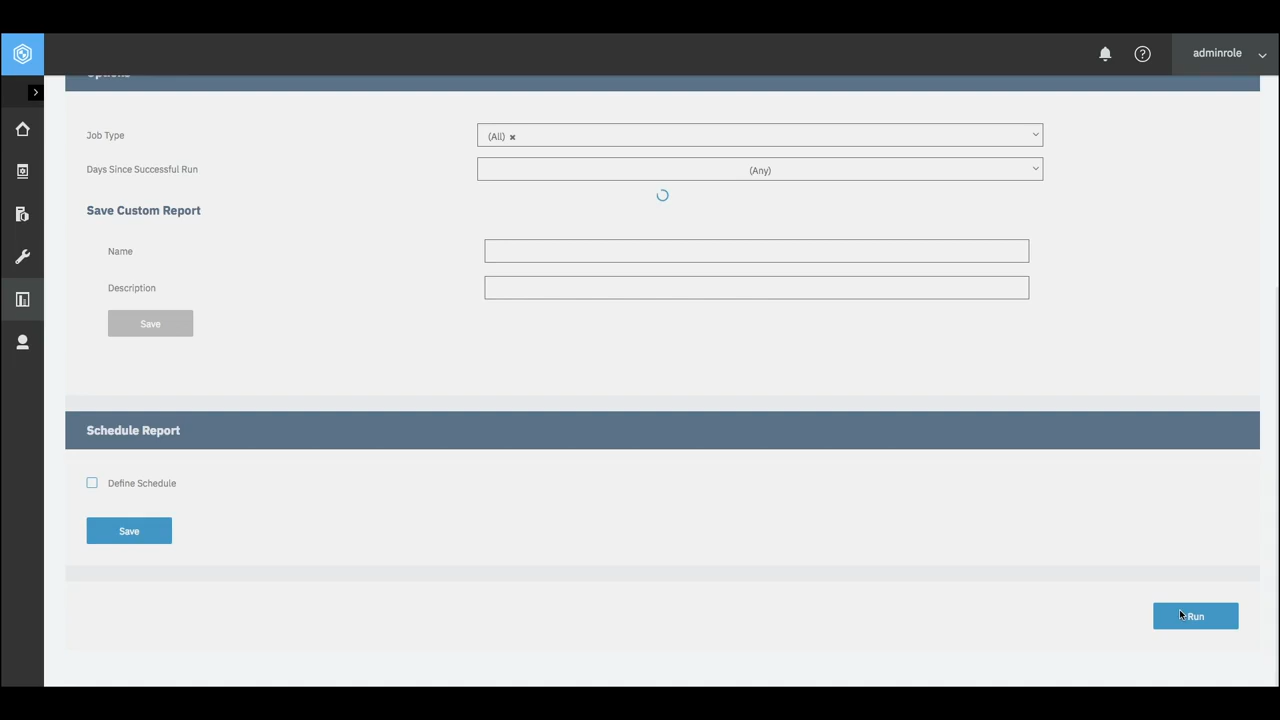 adminrole
Options
Job Type
(All) ×
Days Since Successful Run
(Any)
Save Custom Report
Name
Description
Save
Schedule Report
Define Schedule
Save
Run